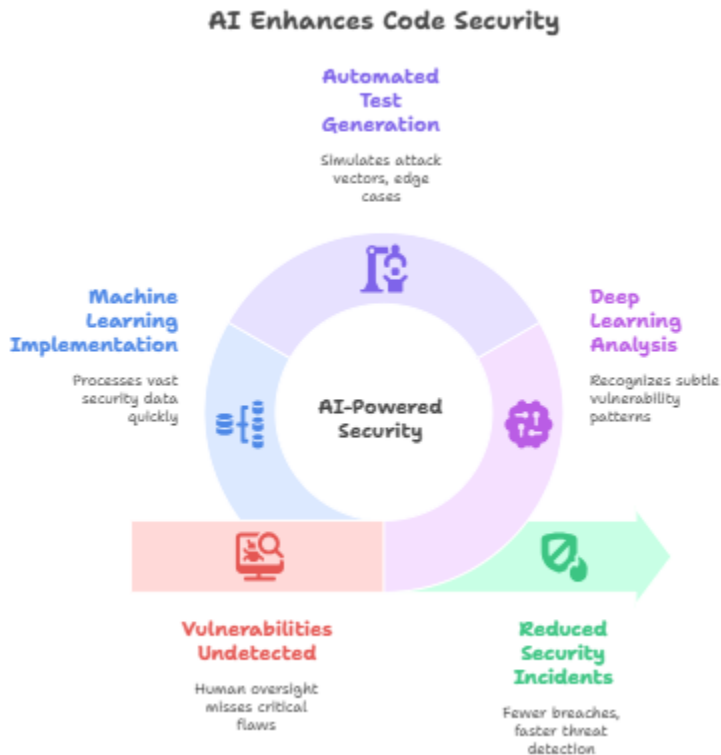 AI Enhances Code Security
Automated
Test
Generation
Simulates attack
vectors, edge
cases
Machine
Learning
Implementation
Processes vast
security data
quickly
Deep
Learning
Analysis
Recognizes subtle
vulnerability
patterns
AI-Powered
Security
Vulnerabilities
Undetected
Human oversight
misses critical
flaws
Reduced
Security
Incidents
Fewer breaches,
faster threat
detection